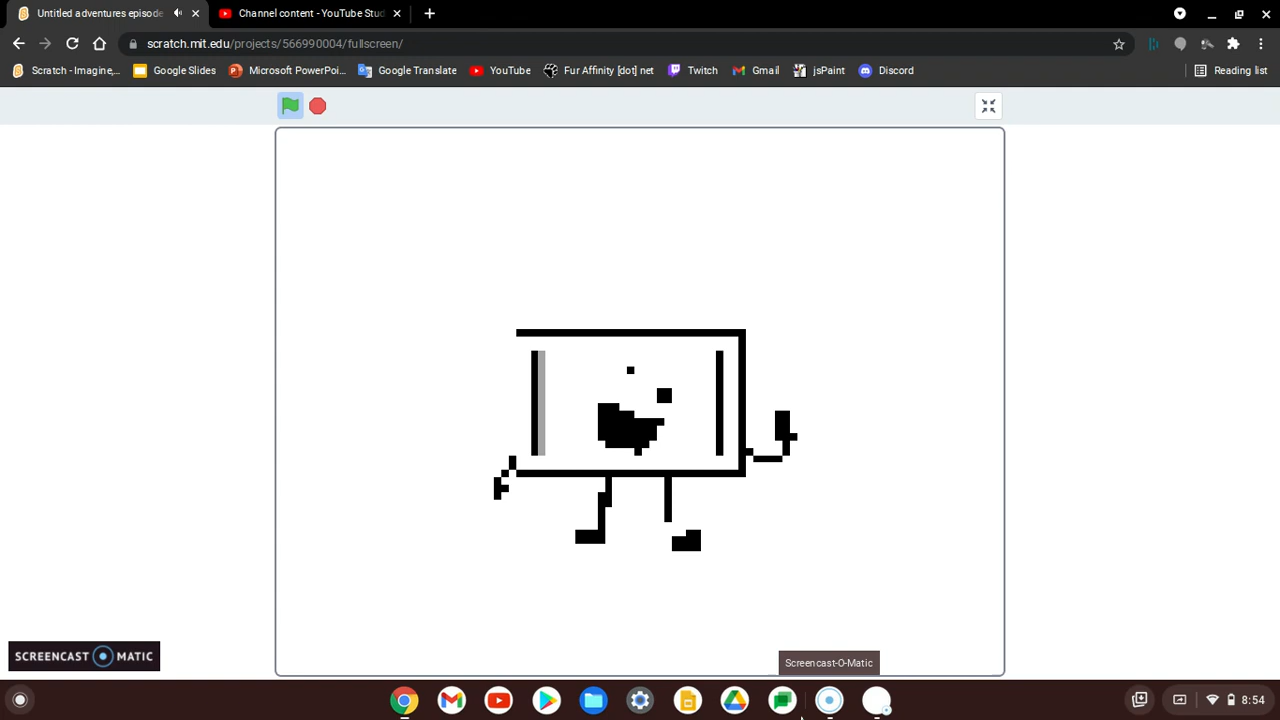 Untitled adventures episode
Channel content - YouTube Stud
scratch.mit.edu/projects/566990004/fullscreen/
Scratch - Imagine,...
Google Slides
Microsoft PowerPoi...
Google Translate
YouTube
Fur Affinity [dot] net
Twitch
Gmail
jsPaint
Discord
Reading list
SCREENCAST MATIC
Screencast-O-Matic
8:54